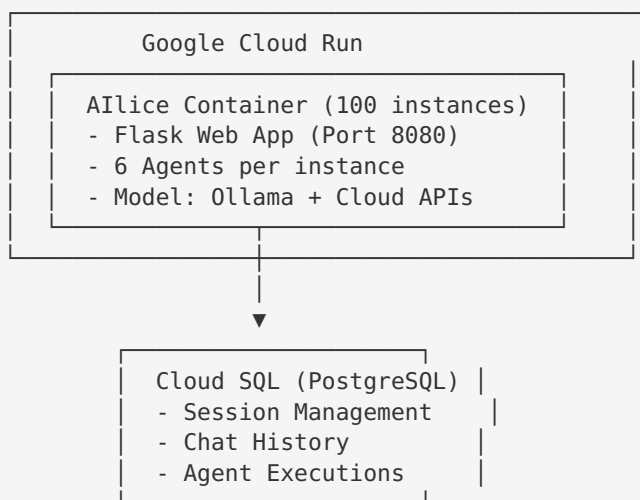 Google Cloud Run
AIlice Container (100 instances)
- Flask Web App (Port 8080)
- 6 Agents per instance
- Model: Ollama + Cloud APIs
Cloud SQL (PostgreSQL)
- Session Management
- Chat History
- Agent Executions